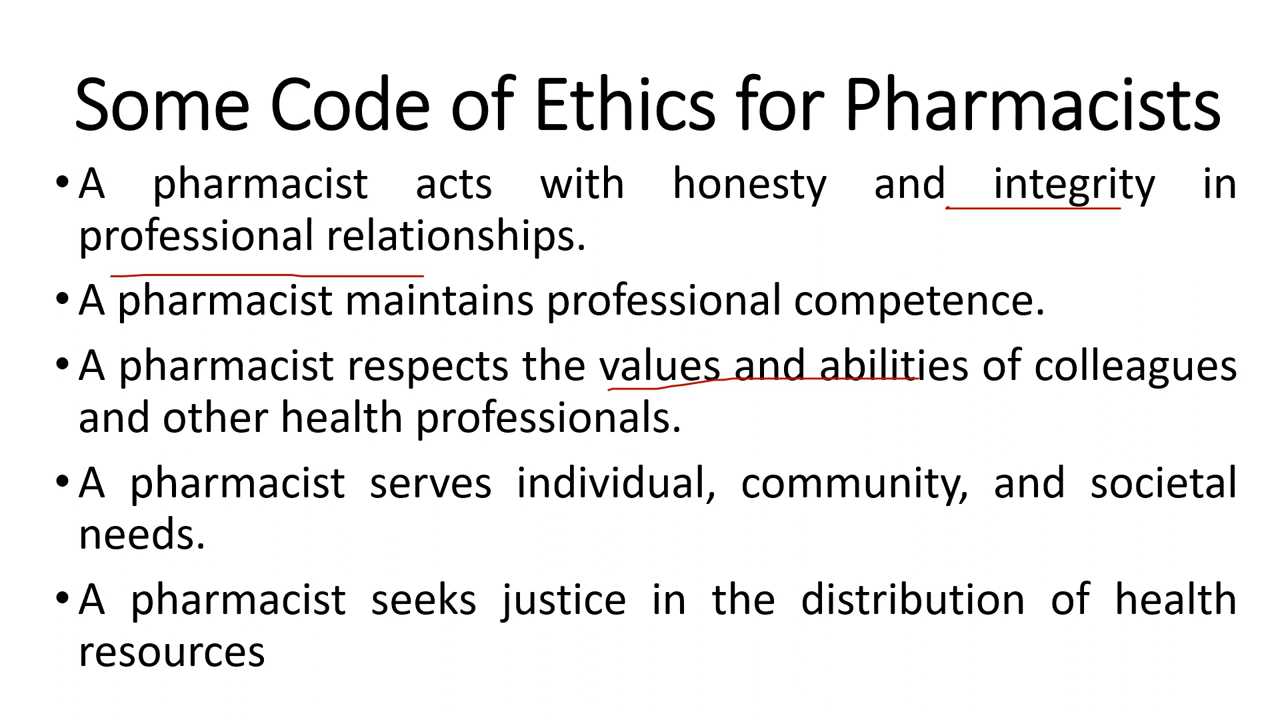 Some Code of Ethics for Pharmacists
• A pharmacist acts with honesty and integrity in
professional relationships.
• A pharmacist maintains professional competence.
• A pharmacist respects the values and abilities of colleagues
and other health professionals.
• A pharmacist serves individual, community, and societal
needs.
• A pharmacist seeks justice in the distribution of health
resources